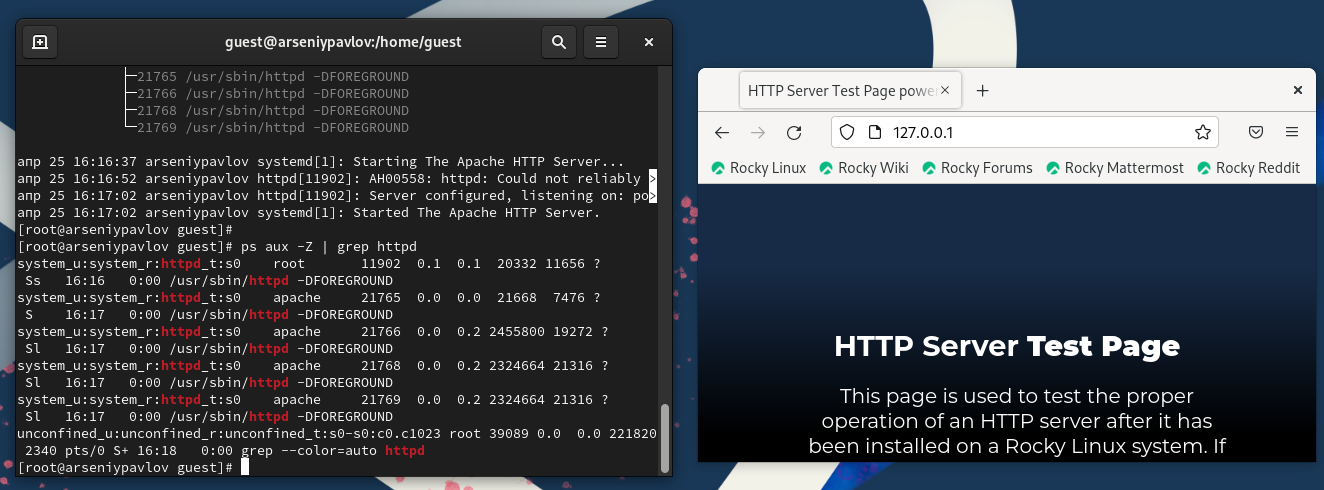 guest@arseniypavlov:/home/guest
21765 /usr/sbin/httpd -DFOREGROUND
21766 /usr/sbin/httpd -DFOREGROUND
21768 /usr/sbin/httpd -DFOREGROUND
21769 /usr/sbin/httpd -DFOREGROUND
апр 25 16:16:37 arseniypavlov systemd[1]: Starting The Apache HTTP Server...
апр 25 16:16:52 arseniypavlov httpd[11902]: AH00558: httpd: Could not reliably >
апр 25 16:17:02 arseniypavlov httpd[11902]: Server configured, listening on: po>
апр 25 16:17:02 arseniypavlov systemd[1]: Started The Apache HTTP Server.
[root@arseniypavlov guest]#
[root@arseniypavlov guest]# ps aux -Z | grep httpd
system_u:system_r:httpd_t:s0    root       11902  0.1  0.1  20332 11656 ?
 Ss   16:16   0:00 /usr/sbin/httpd -DFOREGROUND
system_u:system_r:httpd_t:s0    apache     21765  0.0  0.0  21668  7476 ?
 S    16:17   0:00 /usr/sbin/httpd -DFOREGROUND
system_u:system_r:httpd_t:s0    apache     21766  0.0  0.2 2455800 19272 ?
 Sl   16:17   0:00 /usr/sbin/httpd -DFOREGROUND
system_u:system_r:httpd_t:s0    apache     21768  0.0  0.2 2324664 21316 ?
 Sl   16:17   0:00 /usr/sbin/httpd -DFOREGROUND
system_u:system_r:httpd_t:s0    apache     21769  0.0  0.2 2324664 21316 ?
 Sl   16:17   0:00 /usr/sbin/httpd -DFOREGROUND
unconfined_u:unconfined_r:unconfined_t:s0-s0:c0.c1023 root 39089 0.0  0.0 221820
 2340 pts/0 S+ 16:18   0:00 grep --color=auto httpd
[root@arseniypavlov guest]#
HTTP Server Test Page powe
127.0.0.1
Rocky Linux Rocky Wiki Rocky Forums Rocky Mattermost Rocky Reddit
HTTP Server Test Page
This page is used to test the proper
operation of an HTTP server after it has
been installed on a Rocky Linux system. If